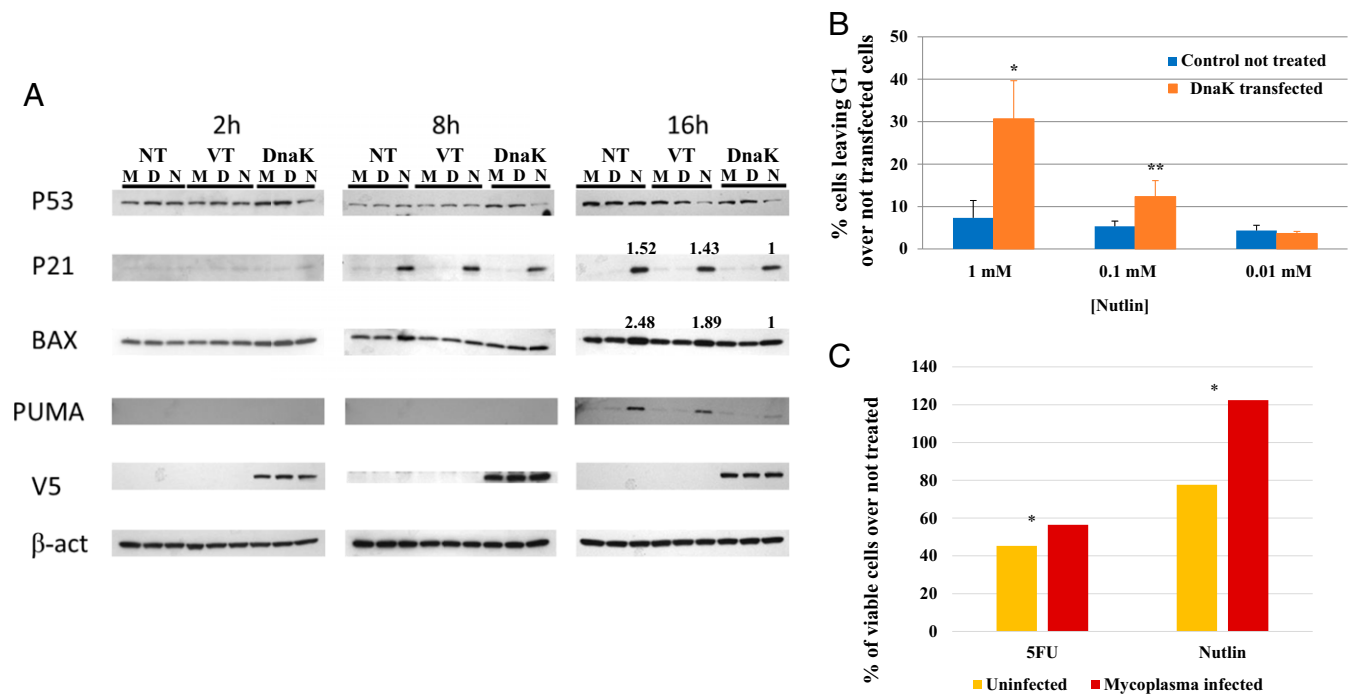 A
2h 8h 16h
NT VT DnaK NT VT DnaK NT VT DnaK
M D N M D N M D N M D N M D N M D N M D N M D N M D N
P53
1.52 1.43 1
P21
2.48 1.89 1
BAX
PUMA
V5
β-act
B
% cells leaving G1
over not transfected cells
50
40
30
20
10
0
Control not treated
DnaK transfected
*
**
1 mM 0.1 mM 0.01 mM
[Nutlin]
C
% of viable cells over not treated
140
120
100
80
60
40
20
0
*
*
5FU Nutlin
Uninfected Mycoplasma infected